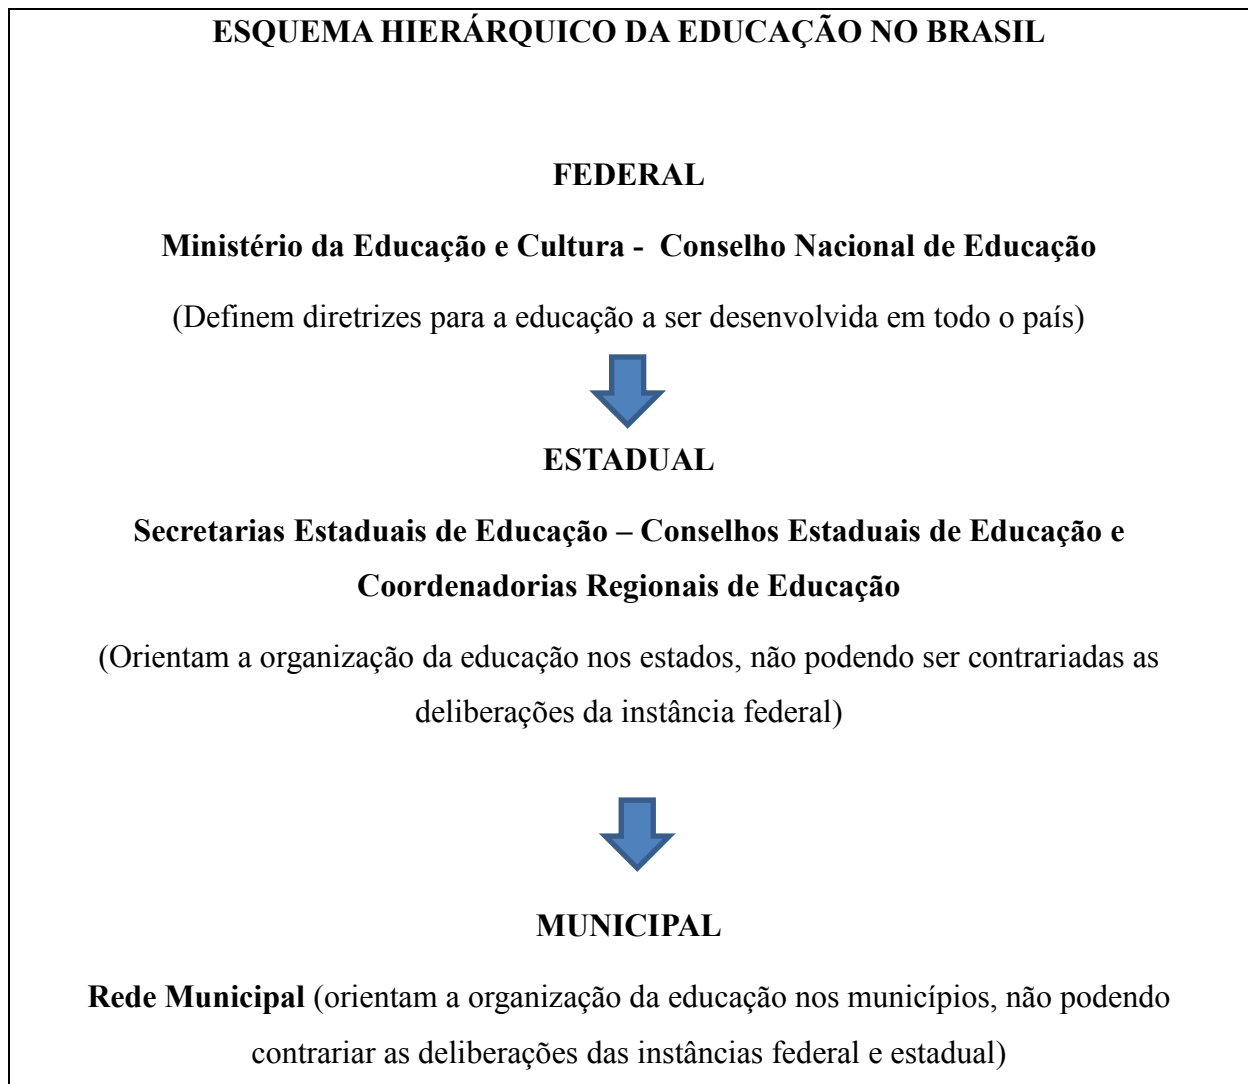 ESQUEMA HIERÁRQUICO DA EDUCAÇÃO NO BRASIL
FEDERAL
Ministério da Educação e Cultura - Conselho Nacional de Educação
(Definem diretrizes para a educação a ser desenvolvida em todo o país)
ESTADUAL
Secretarias Estaduais de Educação – Conselhos Estaduais de Educação e
Coordenadorias Regionais de Educação
(Orientam a organização da educação nos estados, não podendo ser contrariadas as
deliberações da instância federal)
MUNICIPAL
Rede Municipal (orientam a organização da educação nos municípios, não podendo
contrariar as deliberações das instâncias federal e estadual)